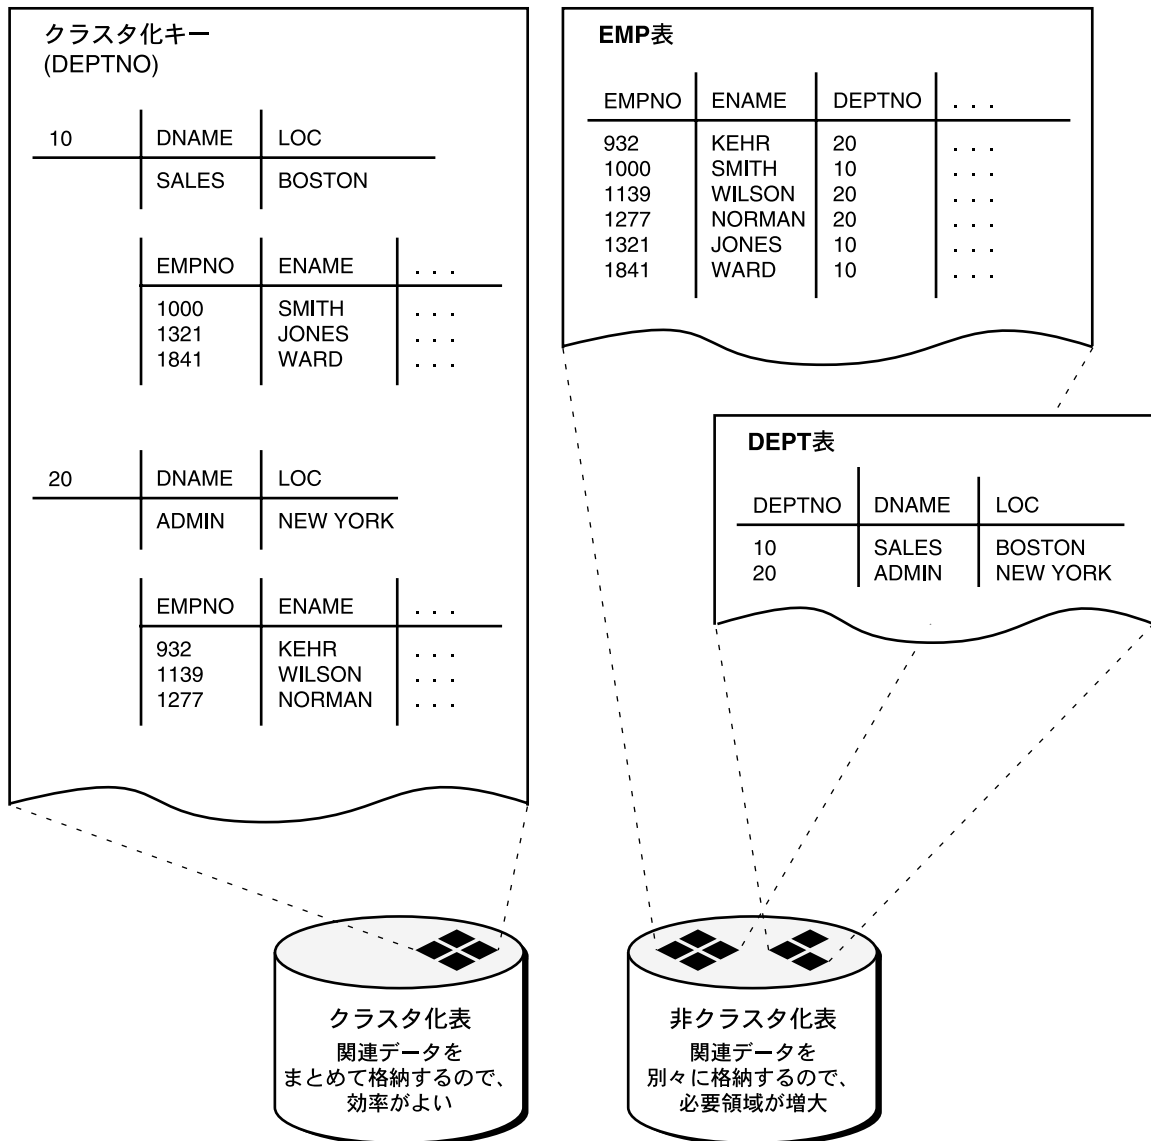 クラスタ化キー
(DEPTNO)
10 DNAME LOC
SALES BOSTON
EMPNO ENAME . . .
1000 SMITH . . .
1321 JONES . . .
1841 WARD . . .
20 DNAME LOC
ADMIN NEW YORK
EMPNO ENAME . . .
932 KEHR . . .
1139 WILSON . . .
1277 NORMAN . . .
EMP表
EMPNO ENAME DEPTNO . . .
932 KEHR 20 . . .
1000 SMITH 10 . . .
1139 WILSON 20 . . .
1277 NORMAN 20 . . .
1321 JONES 10 . . .
1841 WARD 10 . . .
DEPT表
DEPTNO DNAME LOC
10 SALES BOSTON
20 ADMIN NEW YORK
クラスタ化表
関連データを
まとめて格納するので、
効率がよい
非クラスタ化表
関連データを
別々に格納するので、
必要領域が増大